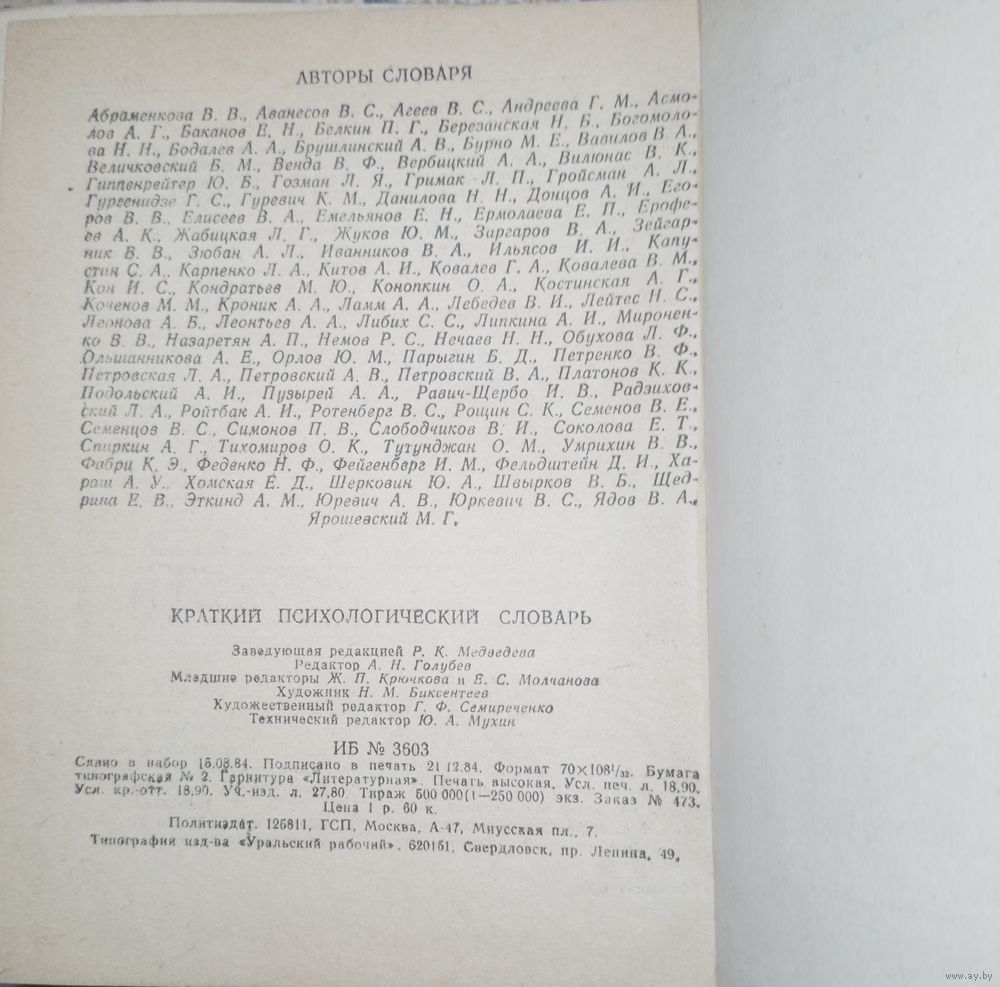 АВТОРЫ СЛОВАРЯ
Абраменкова В. В., Аванесов В. С., Агеев В. С., Андреева Г. М., Асмо-
лов А. Г., Баканов Е. Н., Белкин П. Г., Березанская Н. Б., Богомоло-
ва Н. Н., Бодалев А. А., Брушлинский А. В., Бурно М. Е., Вавилов В. А.,
Величковский Б. М., Венда В. Ф., Вербицкий А. А., Вилюнас В. К.,
Гиппенрейтер Ю. Б., Гозман Л. Я., Гримак Л. П., Гройсман А. Л.,
Гургенидзе Г. С., Гуревич К. М., Данилова Н. Н., Донцов А. И., Его-
ров В. В., Елисеев В. А., Емельянов Е. Н., Ермолаева Е. П., Ерофе-
ев А. К., Жабицкая Л. Г., Жуков Ю. М., Заргаров В. А., Зейгар-
ник Б. В., Зюбан А. Л., Иванников В. А., Ильясов И. И., Капу-
стин С. А., Карпенко Л. А., Китов А. И., Ковалев Г. А., Ковалева В. М.,
Кон И. С., Кондратьев М. Ю., Конопкин О. А., Костинская А. Г.,
Коченов М. М., Кроник А. А., Ламм А. А., Лебедев В. И., Лейтес Н. С.,
Леонова А. Б., Леонтьев А. А., Либих С. С., Липкина А. И., Миронен-
ко В. В., Назаретян А. П., Немов Р. С., Нечаев Н. Н., Обухова Л. Ф.,
Ольшанникова А. Е., Орлов Ю. М., Парыгин Б. Д., Петренко В. Ф.,
Петровская Л. А., Петровский А. В., Петровский В. А., Платонов К. К.,
Подольский А. И., Пузырей А. А., Равич-Щербо И. В., Радзихов-
ский Л. А., Ройтбак А. И., Ротенберг В. С., Рощин С. К., Семенов В. Е.,
Семенцов В. С., Симонов П. В., Слободчиков В. И., Соколова Е. Т.,
Спиркин А. Г., Тихомиров О. К., Тутунджан О. М., Умрихин В. В.,
Фабри К. Э., Феденко Н. Ф., Фейгенберг И. М., Фельдштейн Д. И., Ха-
раш А. У., Хомская Е. Д., Шерковин Ю. А., Швырков В. Б., Щед-
рина Е. В., Эткинд А. М., Юревич А. В., Юркевич В. С., Ядов В. А.,
Ярошевский М. Г.
КРАТКИЙ ПСИХОЛОГИЧЕСКИЙ СЛОВАРЬ
Заведующая редакцией Р. К. Медведева
Редактор А. Н. Голубев
Младшие редакторы Ж. П. Крючкова и Е. С. Молчанова
Художник Н. М. Биксентеев
Художественный редактор Г. Ф. Семиреченко
Технический редактор Ю. А. Мухин
ИБ № 3603
Сдано в набор 15.08.84. Подписано в печать 21.12.84. Формат 70×108¹/₃₂. Бумага
типографская № 2. Гарнитура «Литературная». Печать высокая. Усл. печ. л. 18,90.
Усл. кр.-отт. 18,90. Уч.-изд. л. 27,80. Тираж 500 000(1—250 000) экз. Заказ № 473.
Цена 1 р. 60 к.
Политиздат. 125811, ГСП, Москва, А-47, Миусская пл., 7.
Типография изд-ва «Уральский рабочий». 620151, Свердловск, пр. Ленина, 49.
www.ay.by